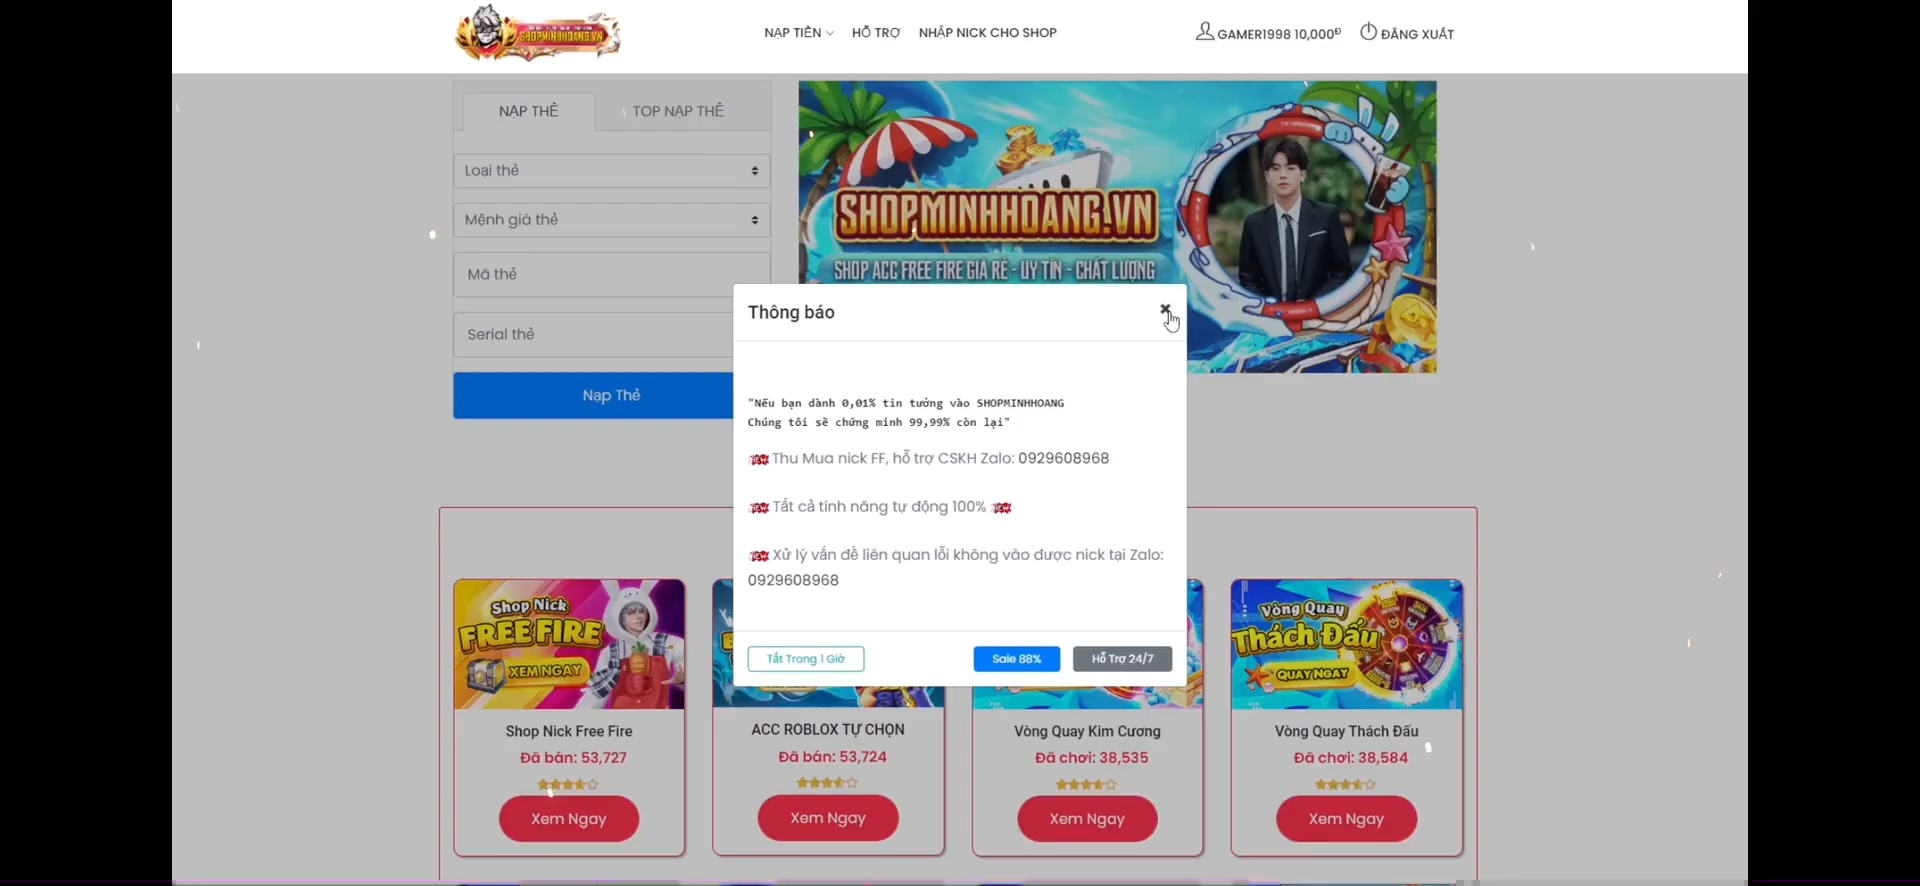 SHOPMINHHOANG.VN
NẠP TIỀN
HỖ TRỢ
NHẬP NICK CHO SHOP
GAMER1998 10,000Đ
ĐĂNG XUẤT
NẠP THẺ
TOP NẠP THẺ
Loại thẻ
Mệnh giá thẻ
Mã thẻ
Serial thẻ
Nạp Thẻ
SHOPMINHHOANG.VN
SHOP ACC FREE FIRE GIÁ RẺ - UY TÍN - CHẤT LƯỢNG
Thông báo
"Nếu bạn dành 0,01% tin tưởng vào SHOPMINHHOANG
Chúng tôi sẽ chứng minh 99,99% còn lại"
NEW Thu Mua nick FF, hỗ trợ CSKH Zalo: 0929608968
NEW Tất cả tính năng tự động 100% NEW
NEW Xử lý vấn đề liên quan lỗi không vào được nick tại Zalo:
0929608968
Tắt Trong 1 Giờ
Sale 88%
Hỗ Trợ 24/7
Shop Nick
FREE FIRE
XEM NGAY
Vòng Quay
Thách Đấu
QUAY NGAY
Shop Nick Free Fire
Đã bán: 53,727
Xem Ngay
ACC ROBLOX TỰ CHỌN
Đã bán: 53,724
Xem Ngay
Vòng Quay Kim Cương
Đã chơi: 38,535
Xem Ngay
Vòng Quay Thách Đấu
Đã chơi: 38,584
Xem Ngay